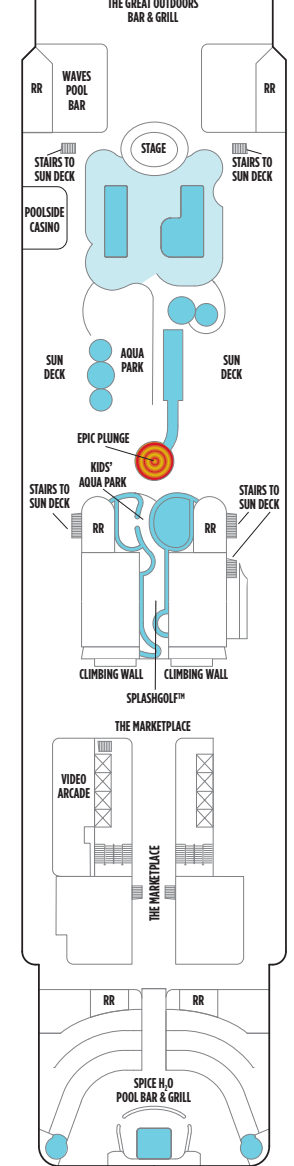 THE GREAT OUTDOORS
BAR & GRILL
RR
WAVES
POOL
BAR
RR
STAGE
STAIRS TO
SUN DECK
STAIRS TO
SUN DECK
POOLSIDE
CASINO
SUN
DECK
AQUA
PARK
SUN
DECK
EPIC PLUNGE
KIDS'
AQUA PARK
STAIRS TO
SUN DECK
STAIRS TO
SUN DECK
RR
RR
CLIMBING WALL
CLIMBING WALL
SPLASHGOLF™
THE MARKETPLACE
VIDEO
ARCADE
THE MARKETPLACE
RR
RR
SPICE H₂O
POOL BAR & GRILL